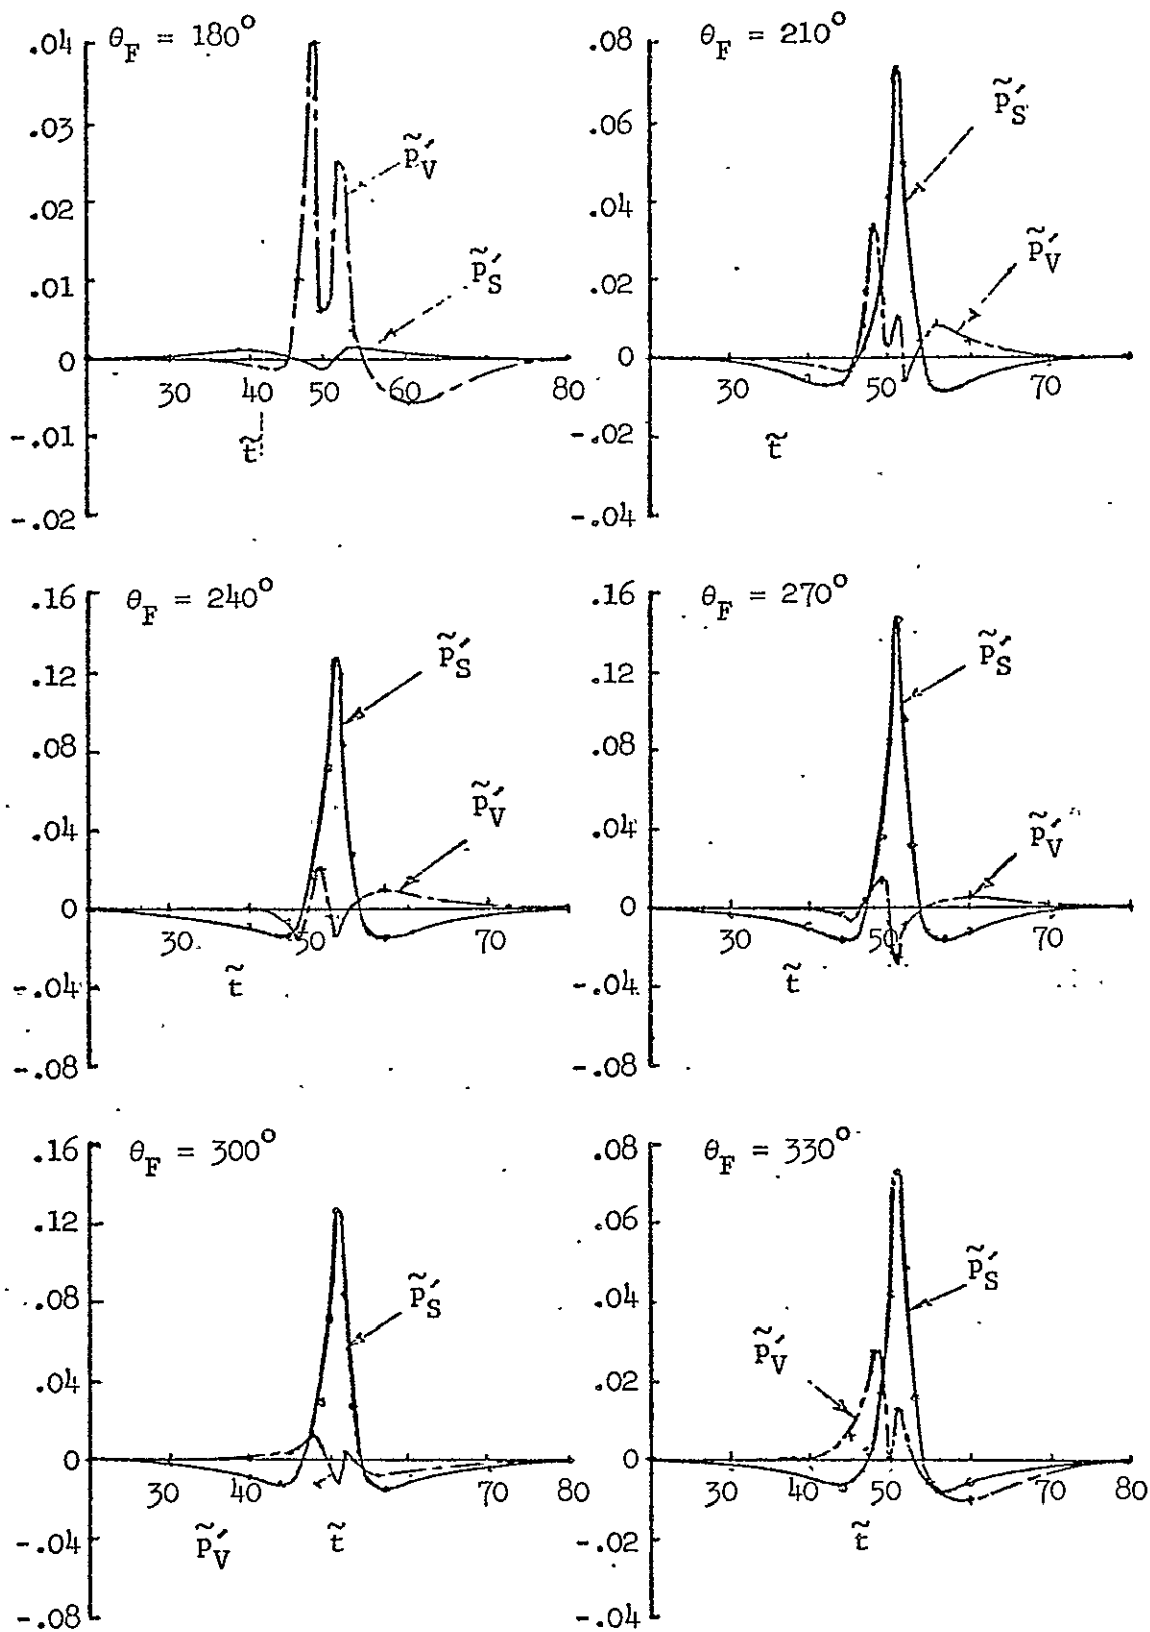 θF = 180°
.04
.03
.02
.01
0
-.01
-.02
p̃′V
p̃′S
30 40 50 60 80
t̃
θF = 210°
.08
.06
.04
.02
0
-.02
-.04
p̃′S
p̃′V
30 50 70
t̃
θF = 240°
.16
.12
.08
.04
0
-.04
-.08
p̃′S
p̃′V
30 50 70 80
t̃
θF = 270°
.16
.12
.08
.04
0
-.04
-.08
p̃′S
p̃′V
30 50 70
t̃
θF = 300°
.16
.12
.08
.04
0
-.04
-.08
p̃′S
30 40 50 70 80
p̃′V t̃
θF = 330°
.08
.06
.04
.02
0
-.02
-.04
p̃′S
p̃′V
30 40 50 70 80
t̃